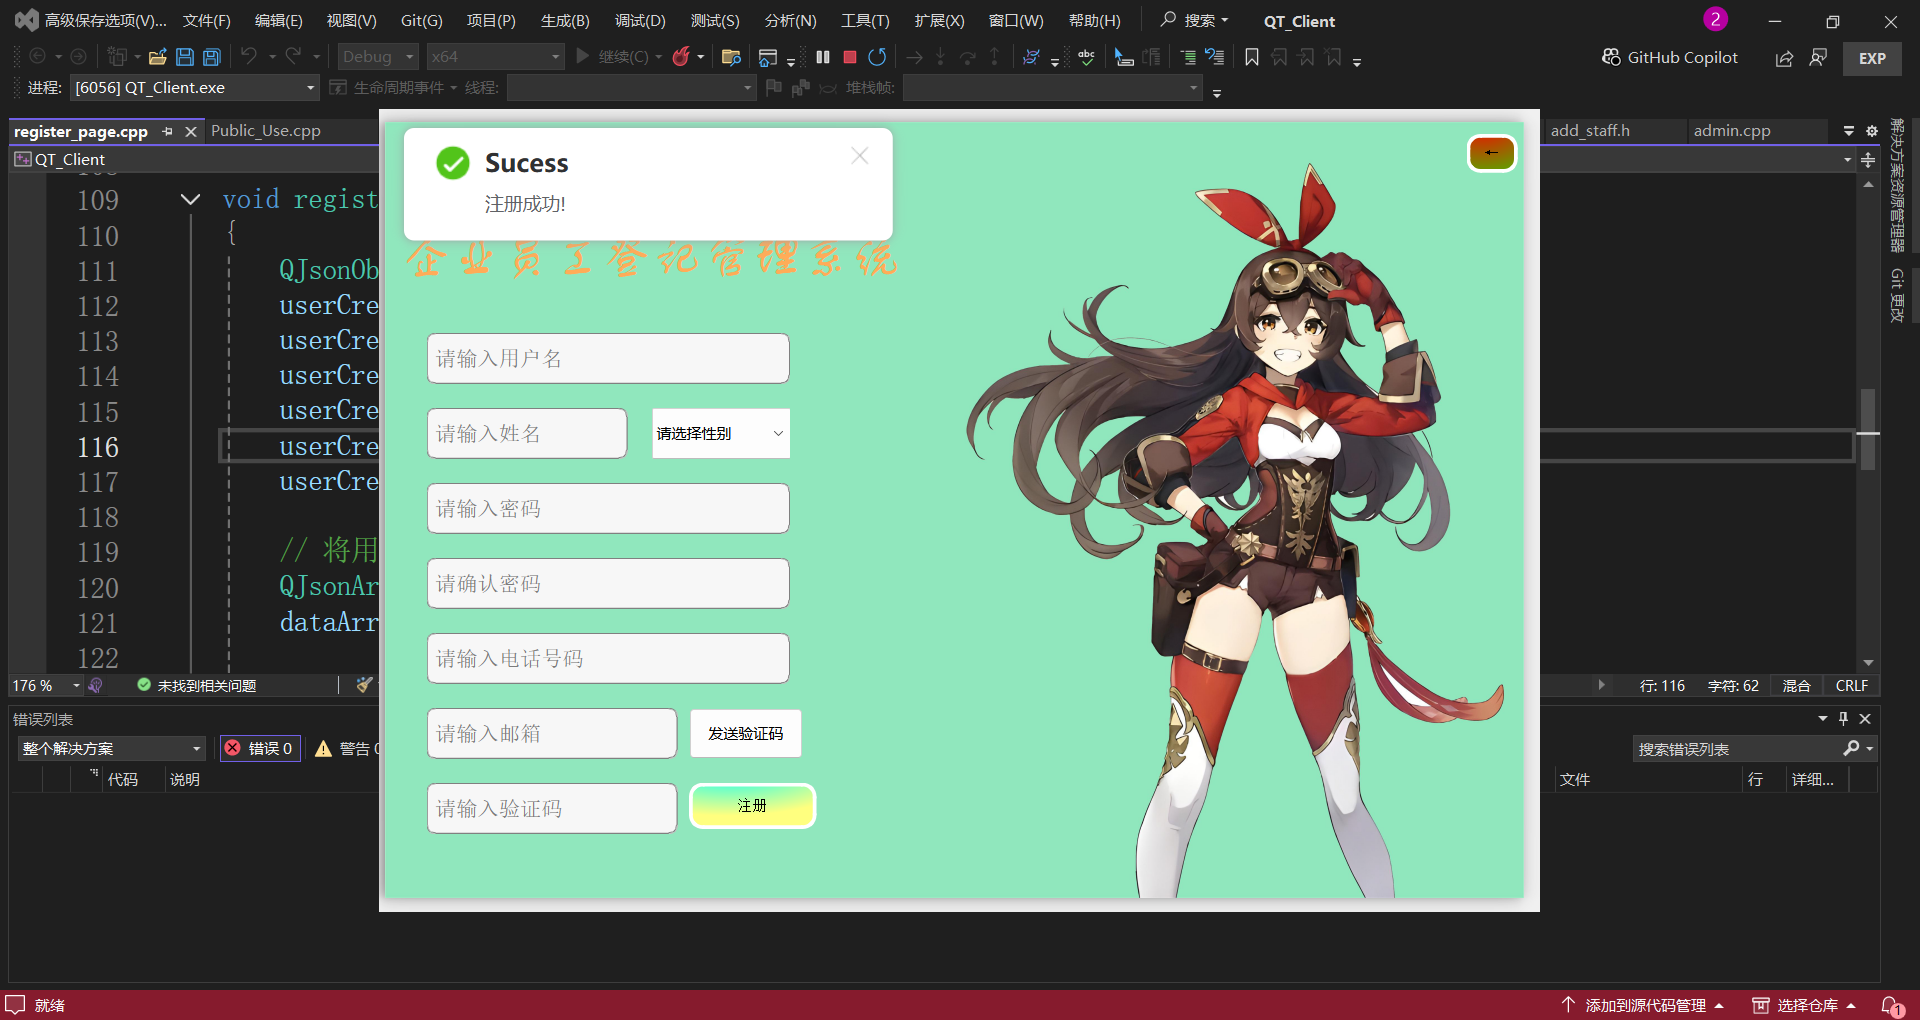 高级保存选项(V)... 文件(F) 编辑(E) 视图(V) Git(G) 项目(P) 生成(B) 调试(D) 测试(S) 分析(N) 工具(T) 扩展(X) 窗口(W) 帮助(H) 搜索 QT_Client 2
Debug x64 继续(C) abc GitHub Copilot EXP
进程: [6056] QT_Client.exe 生命周期事件 线程: 堆栈帧:
register_page.cpp Public_Use.cpp add_staff.h admin.cpp
QT_Client
109 void regist
110 {
111 QJsonOb
112 userCre
113 userCre
114 userCre
115 userCre
116 userCre
117 userCre
118
119 // 将用
120 QJsonAr
121 dataArr
122
Sucess
注册成功!
企业员工登记管理系统
←
请输入用户名
请输入姓名 请选择性别
请输入密码
请确认密码
请输入电话号码
请输入邮箱 发送验证码
请输入验证码 注册
解决方案资源管理器
Git 更改
176 % 未找到相关问题 行: 116 字符: 62 混合 CRLF
错误列表
整个解决方案 错误 0 警告 0 搜索错误列表
代码 说明 文件 行 详细...
就绪 添加到源代码管理 选择仓库 1